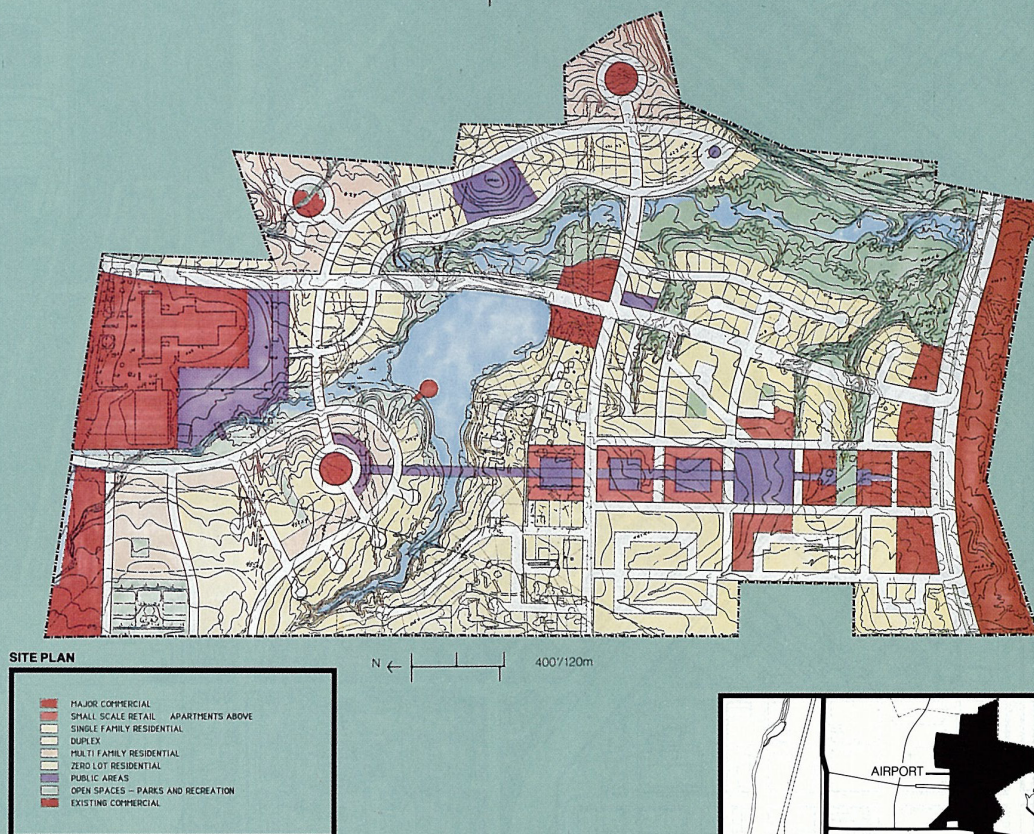 SITE PLAN
N
400'/120m
MAJOR COMMERCIAL
SMALL SCALE RETAIL APARTMENTS ABOVE
SINGLE FAMILY RESIDENTIAL
DUPLEX
MULTI FAMILY RESIDENTIAL
ZERO LOT RESIDENTIAL
PUBLIC AREAS
OPEN SPACES – PARKS AND RECREATION
EXISTING COMMERCIAL
AIRPORT